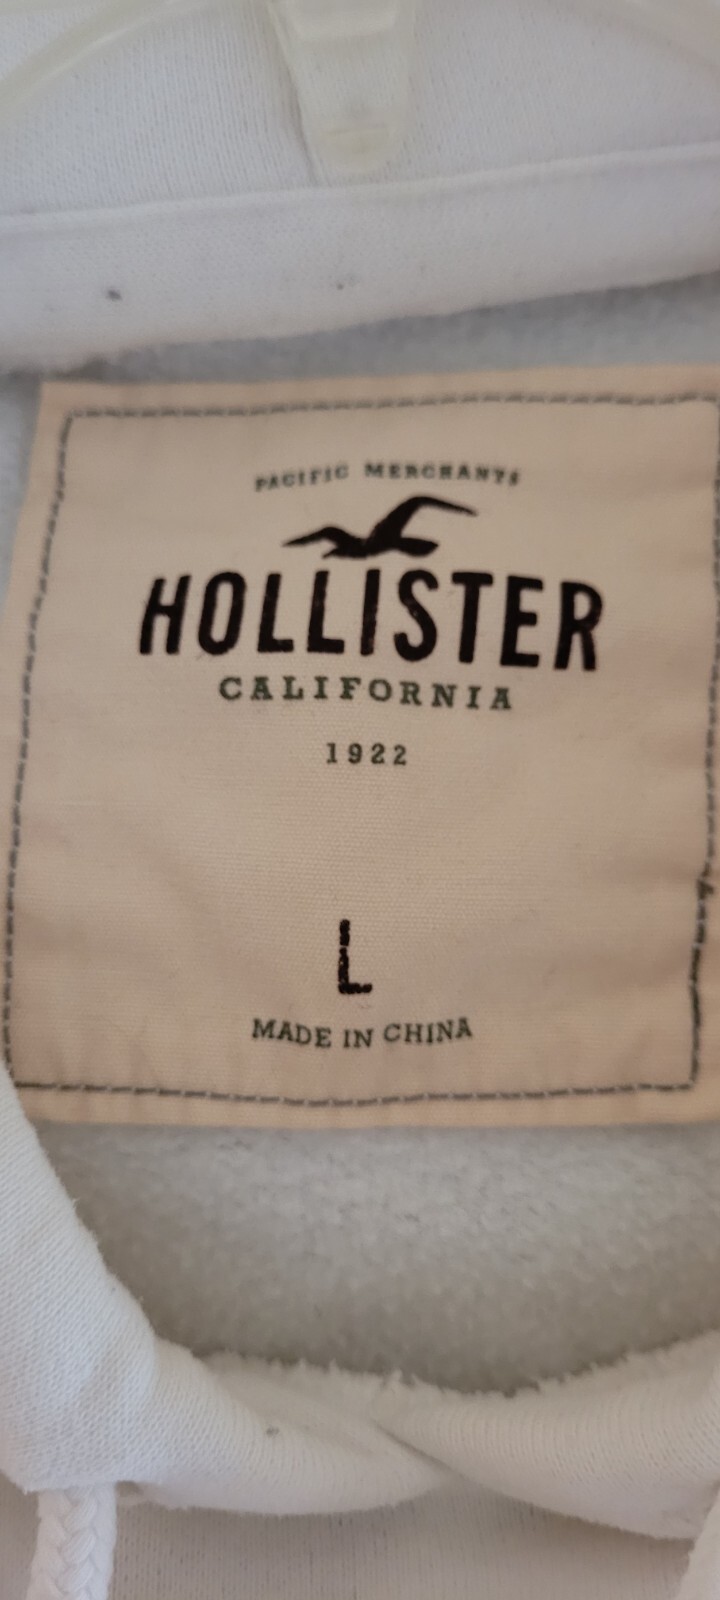 PACIFIC MERCHANTS
HOLLISTER
CALIFORNIA
1922
L
MADE IN CHINA